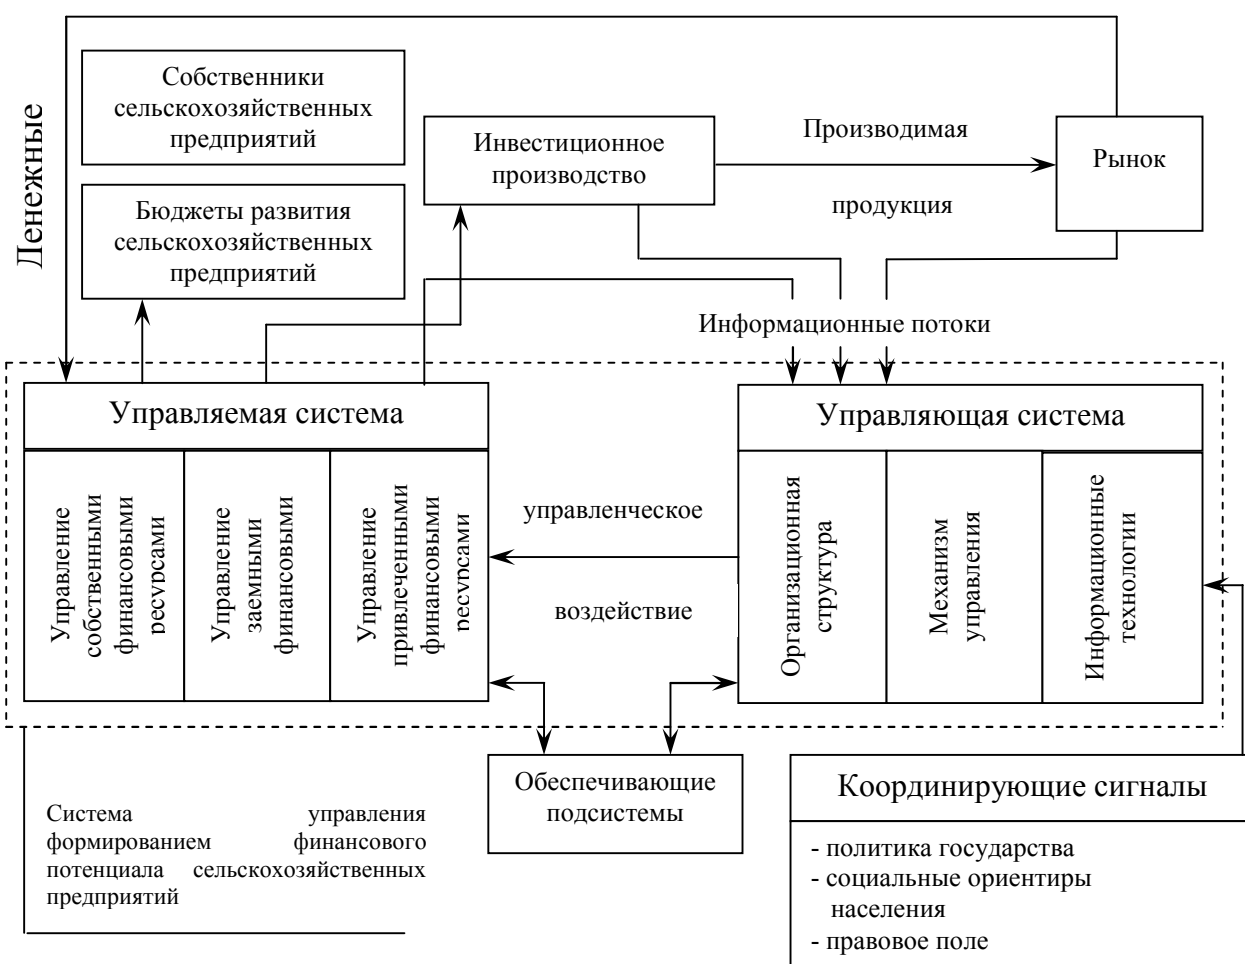 Денежные
Собственники
сельскохозяйственных
предприятий
Бюджеты развития
сельскохозяйственных
предприятий
Инвестиционное
производство
Производимая
продукция
Рынок
Информационные потоки
Управляемая система
Управление
собственными
финансовыми
ресурсами
Управление
заемными
финансовыми
Управление
привлеченными
финансовыми
ресурсами
управленческое
воздействие
Управляющая система
Организационная
структура
Механизм
управления
Информационные
технологии
Обеспечивающие
подсистемы
Система управления
формированием финансового
потенциала сельскохозяйственных
предприятий
Координирующие сигналы
- политика государства
- социальные ориентиры
населения
- правовое поле